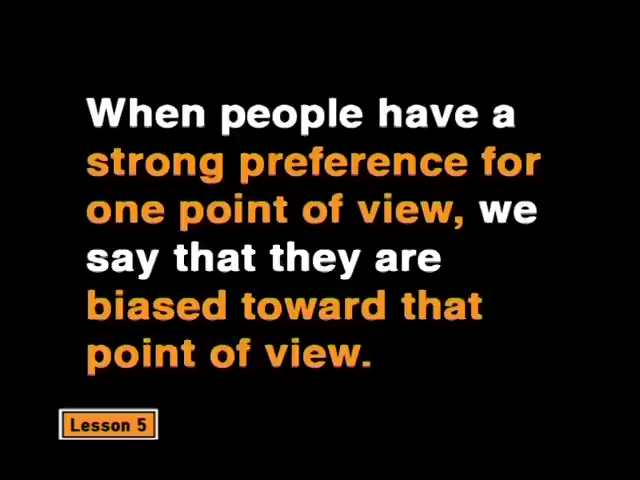 When people have a
strong preference for
one point of view, we
say that they are
biased toward that
point of view.
Lesson 5